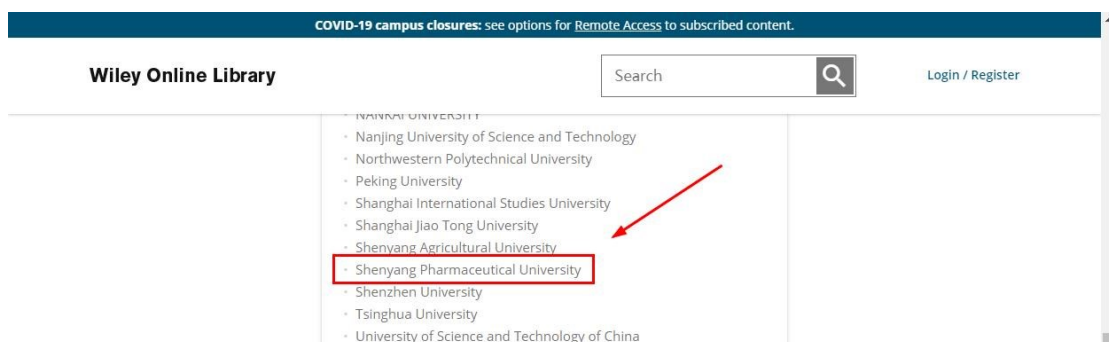 COVID-19 campus closures: see options for Remote Access to subscribed content.
Wiley Online Library
Search
Login / Register
NANKAI UNIVERSITY
Nanjing University of Science and Technology
Northwestern Polytechnical University
Peking University
Shanghai International Studies University
Shanghai Jiao Tong University
Shenyang Agricultural University
Shenyang Pharmaceutical University
Shenzhen University
Tsinghua University
University of Science and Technology of China